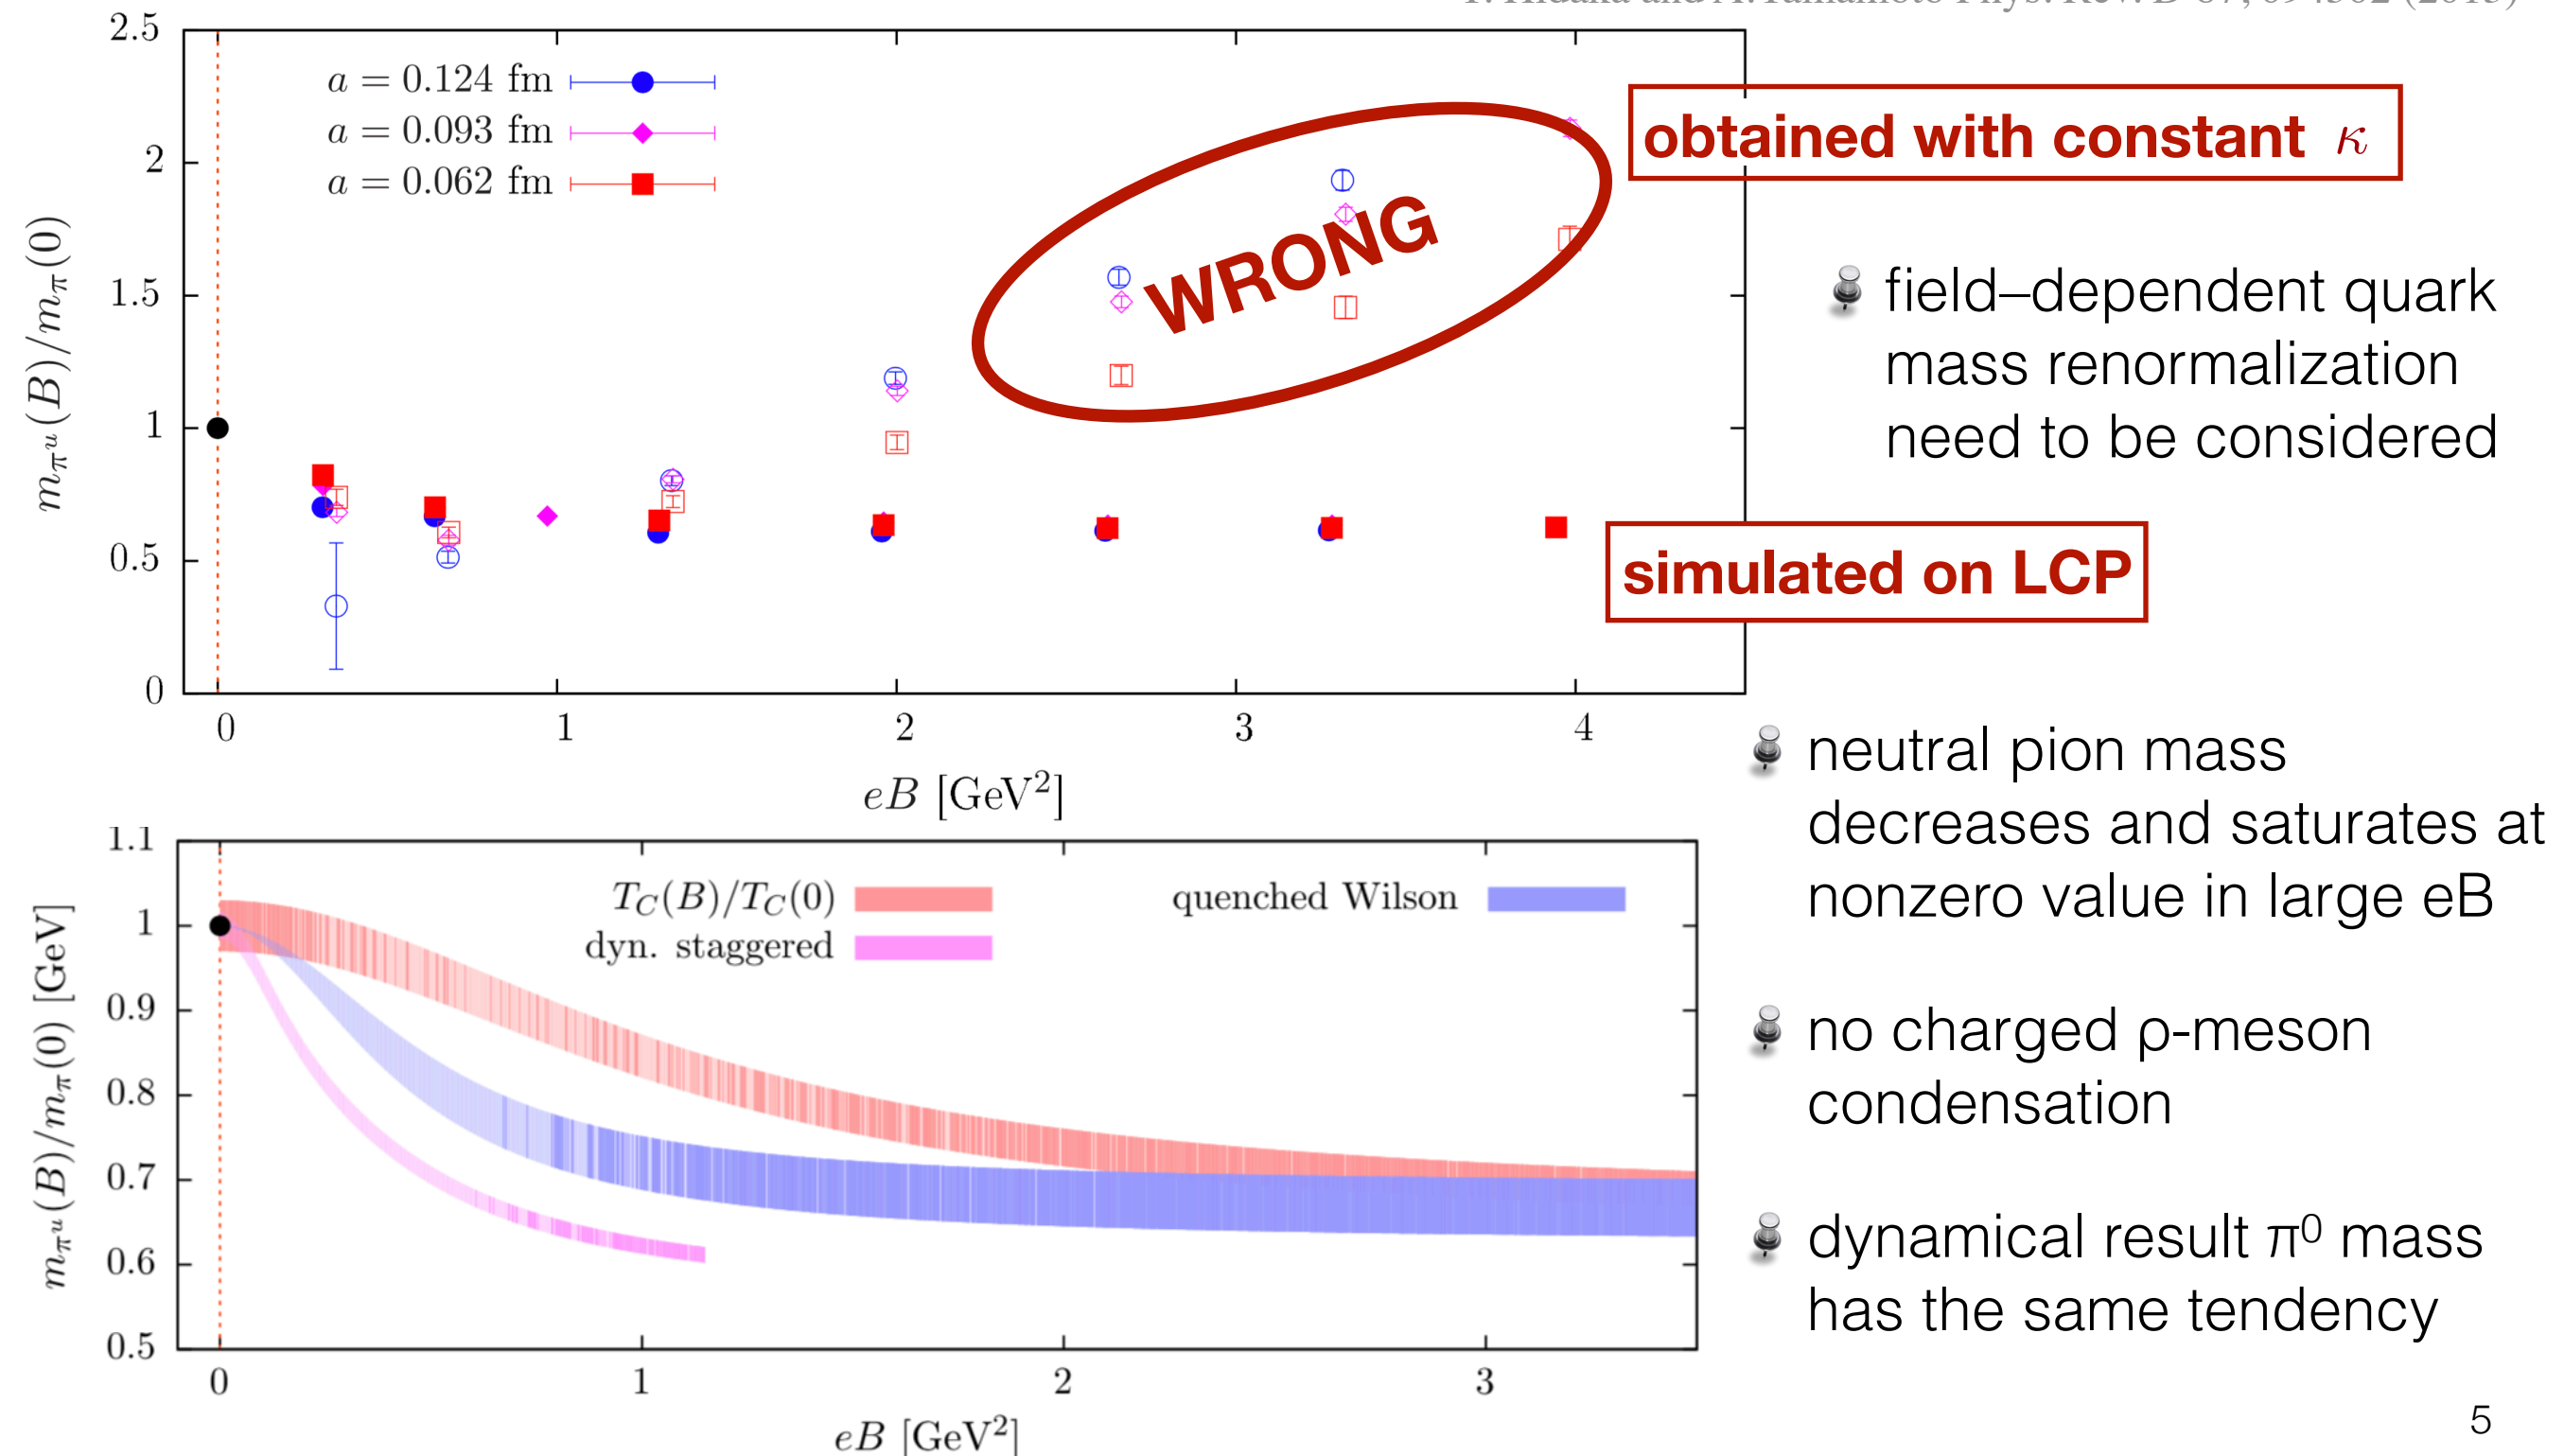 2.5
2
1.5
1
0.5
0
m_{π^u}(B)/m_π(0)
a = 0.124 fm
a = 0.093 fm
a = 0.062 fm
WRONG
0 1 2 3 4
eB [GeV²]
obtained with constant κ
field–dependent quark
mass renormalization
need to be considered
simulated on LCP
1.1
1
0.9
0.8
0.7
0.6
0.5
m_{π^u}(B)/m_π(0) [GeV]
T_C(B)/T_C(0)
dyn. staggered
quenched Wilson
0 1 2 3
eB [GeV²]
neutral pion mass
decreases and saturates at
nonzero value in large eB
no charged ρ-meson
condensation
dynamical result π⁰ mass
has the same tendency
5